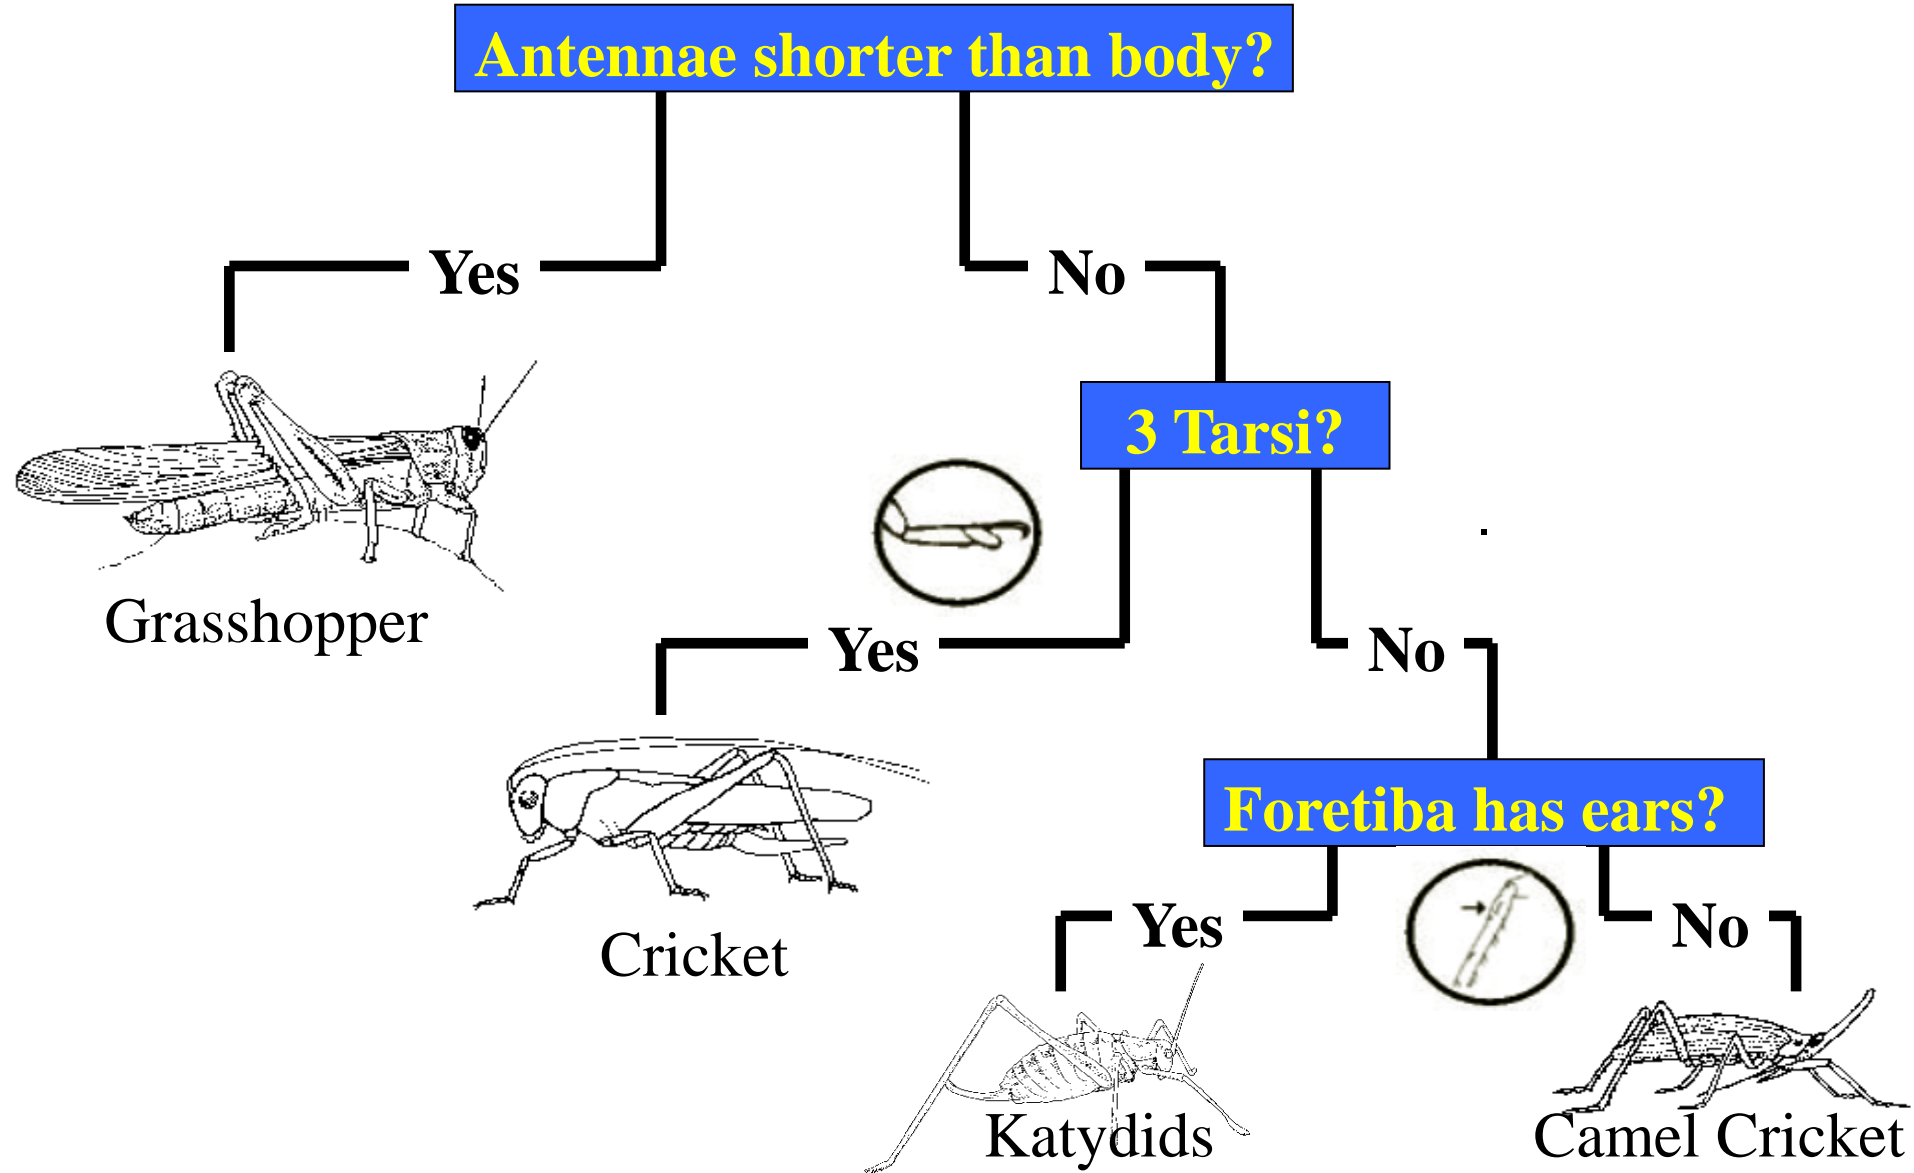 Antennae shorter than body?
Yes
No
Grasshopper
3 Tarsi?
Yes
No
Cricket
Foretiba has ears?
Yes
No
Katydids
Camel Cricket